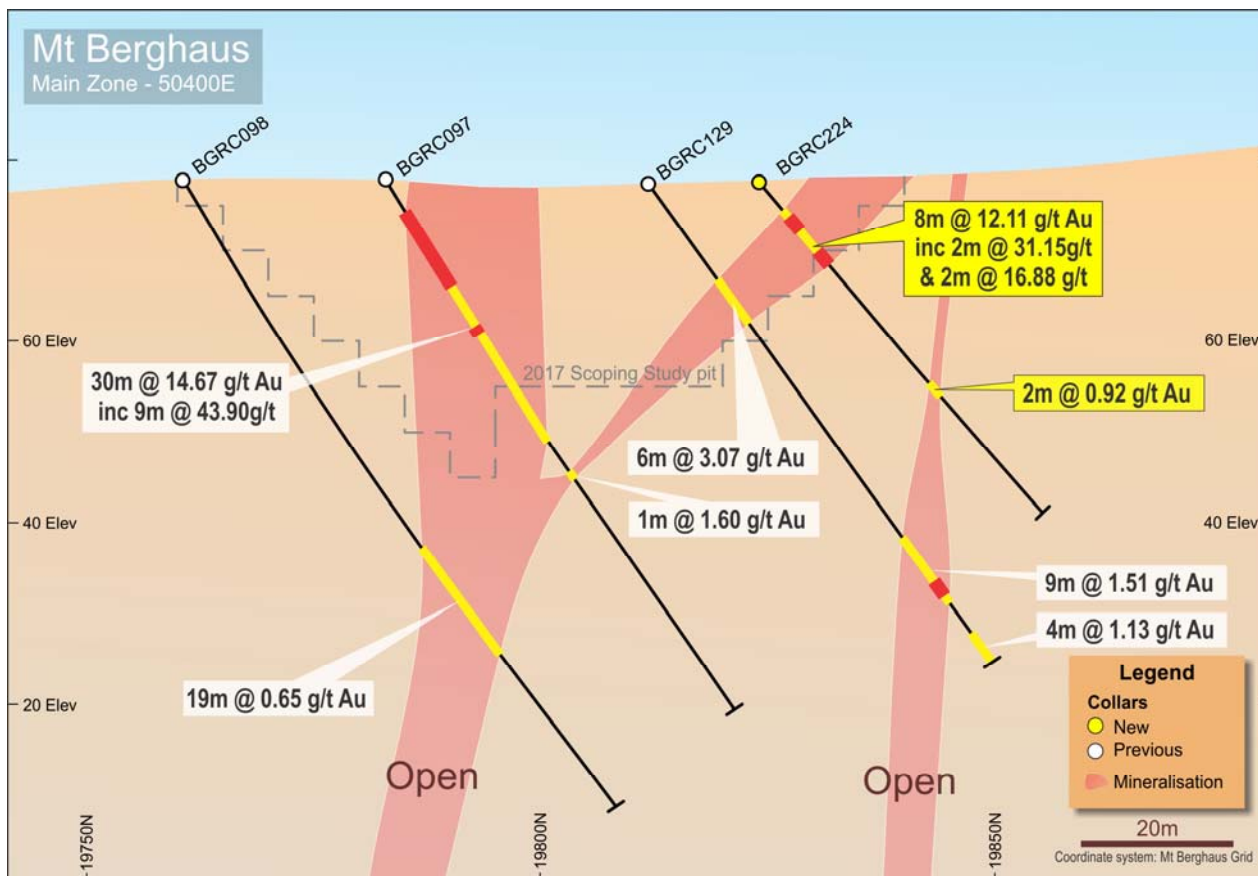 Mt Berghaus
Main Zone - 50400E
BGRC098
BGRC097
BGRC129
BGRC224
8m @ 12.11 g/t Au
inc 2m @ 31.15g/t
& 2m @ 16.88 g/t
60 Elev
60 Elev
30m @ 14.67 g/t Au
inc 9m @ 43.90g/t
2017 Scoping Study pit
2m @ 0.92 g/t Au
6m @ 3.07 g/t Au
1m @ 1.60 g/t Au
40 Elev
40 Elev
9m @ 1.51 g/t Au
4m @ 1.13 g/t Au
19m @ 0.65 g/t Au
20 Elev
Open
Open
19750N
19800N
19850N
Legend
Collars
New
Previous
Mineralisation
20m
Coordinate system: Mt Berghaus Grid